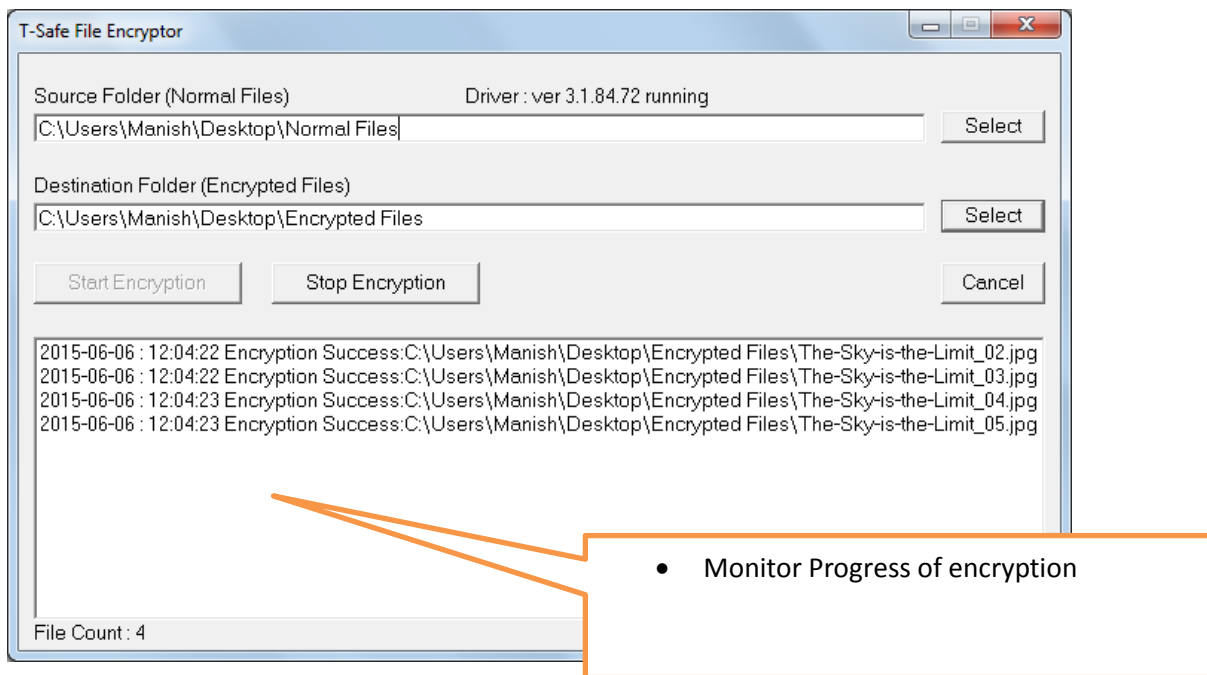 T-Safe File Encryptor
Source Folder (Normal Files) Driver : ver 3.1.84.72 running
C:\Users\Manish\Desktop\Normal Files Select
Destination Folder (Encrypted Files)
C:\Users\Manish\Desktop\Encrypted Files Select
Start Encryption Stop Encryption Cancel
2015-06-06 : 12:04:22 Encryption Success:C:\Users\Manish\Desktop\Encrypted Files\The-Sky-is-the-Limit_02.jpg
2015-06-06 : 12:04:22 Encryption Success:C:\Users\Manish\Desktop\Encrypted Files\The-Sky-is-the-Limit_03.jpg
2015-06-06 : 12:04:23 Encryption Success:C:\Users\Manish\Desktop\Encrypted Files\The-Sky-is-the-Limit_04.jpg
2015-06-06 : 12:04:23 Encryption Success:C:\Users\Manish\Desktop\Encrypted Files\The-Sky-is-the-Limit_05.jpg
• Monitor Progress of encryption
File Count : 4